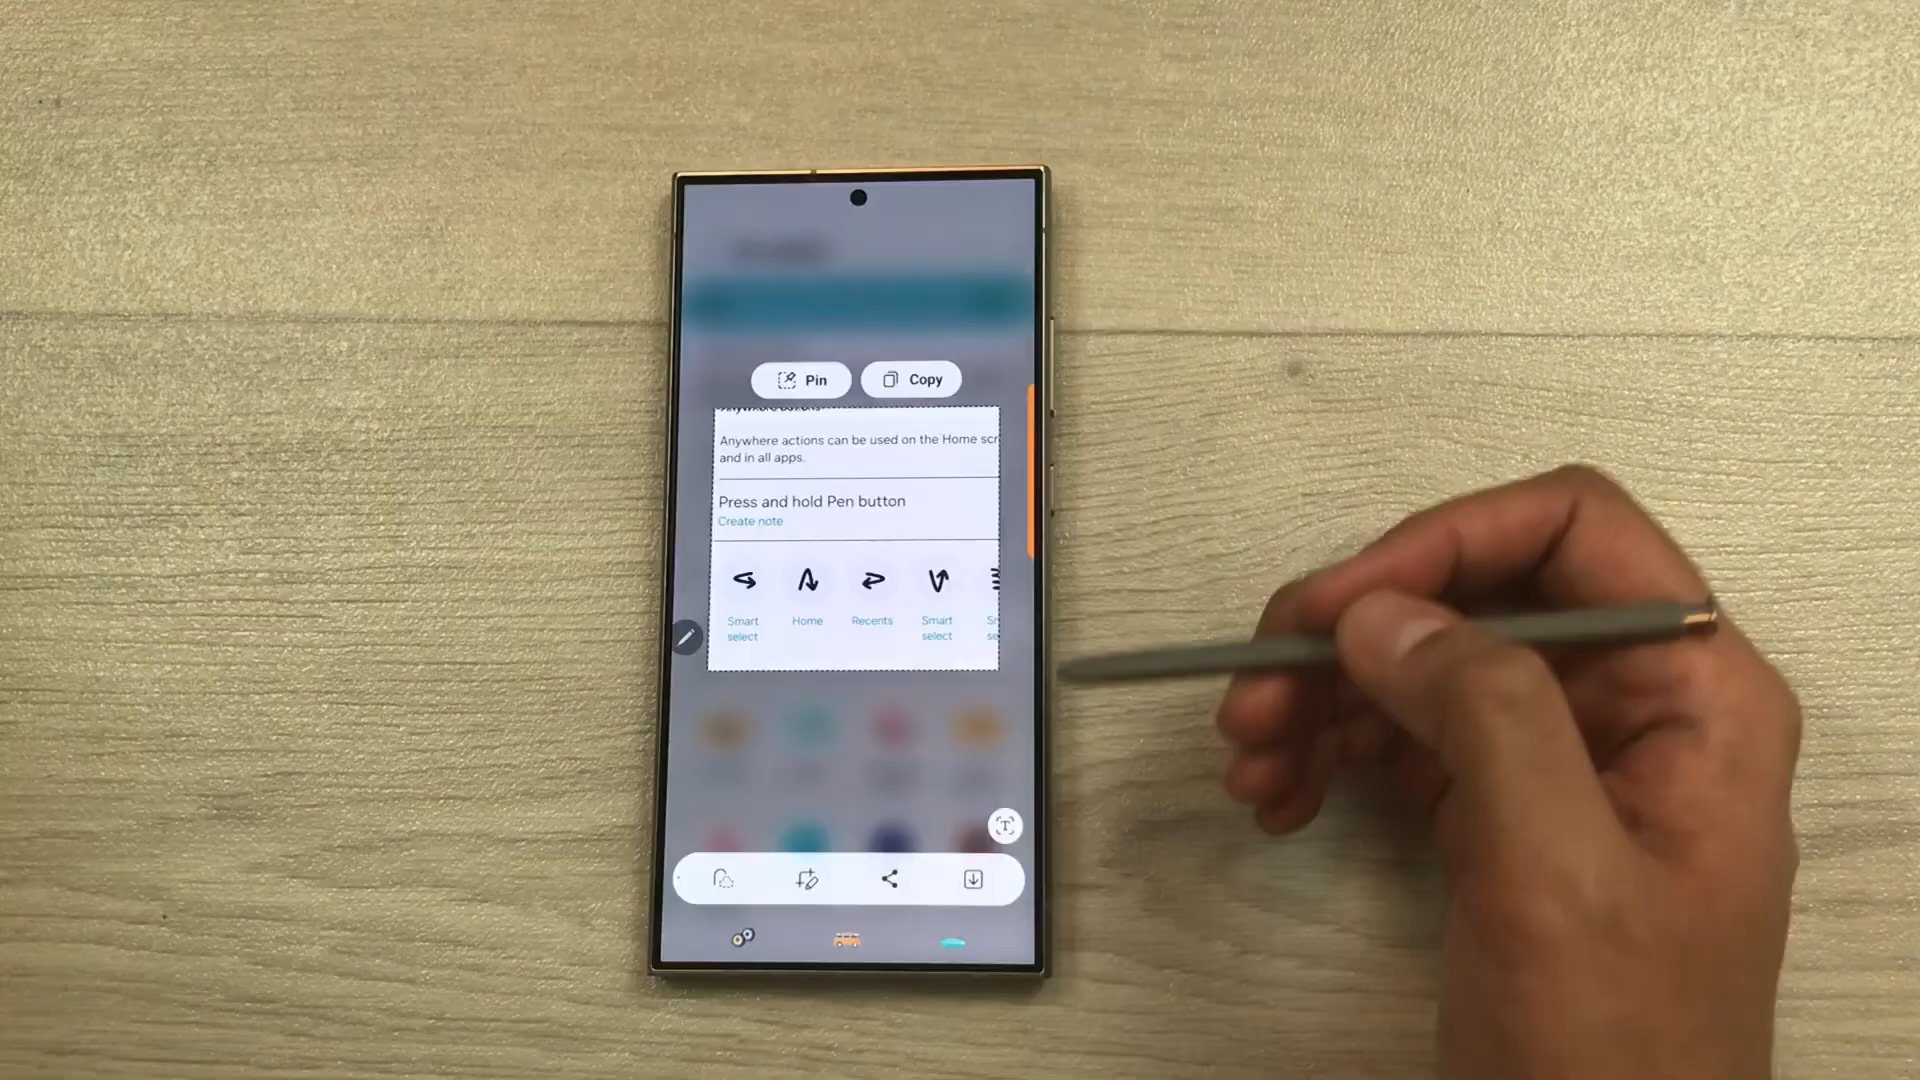 Pin
Copy
Anywhere actions can be used on the Home scr
and in all apps.
Press and hold Pen button
Create note
Smart
select
Home
Recents
Smart
select
T